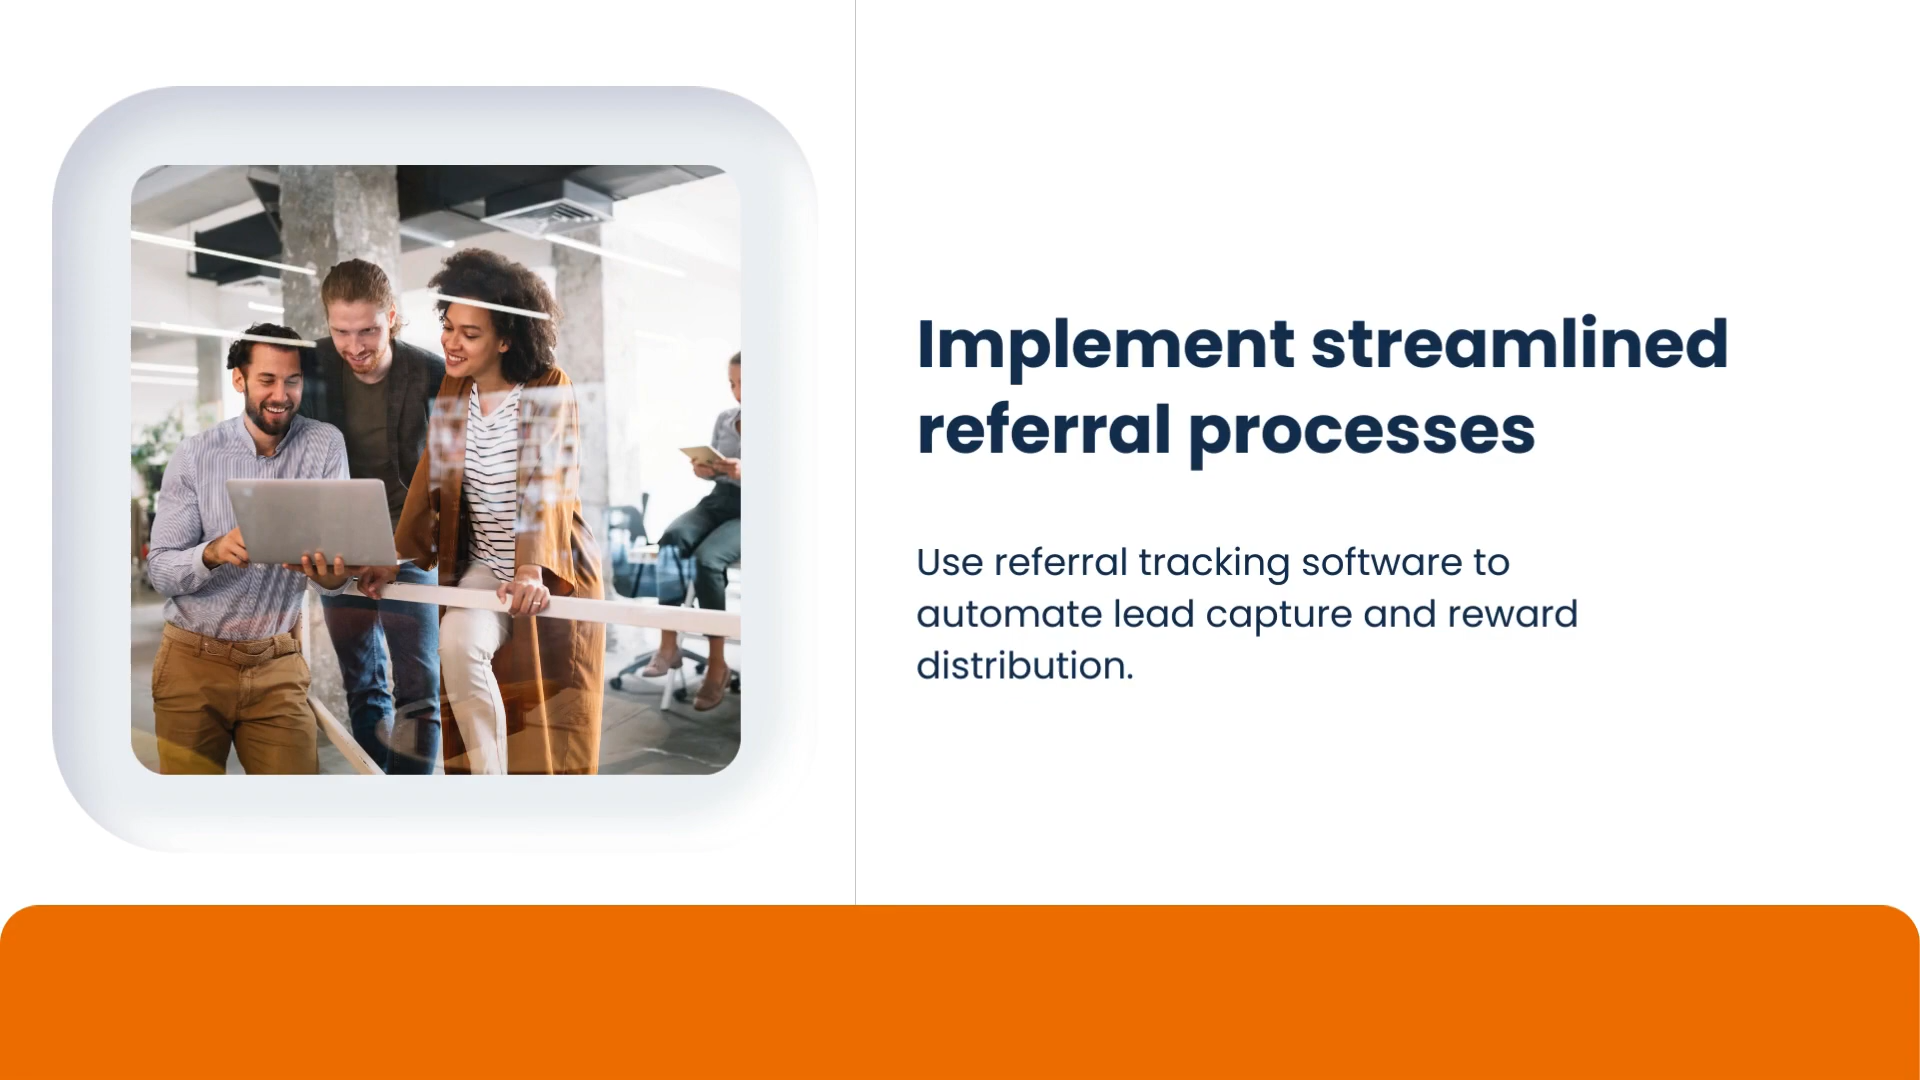 Implement streamlined
referral processes
Use referral tracking software to
automate lead capture and reward
distribution.